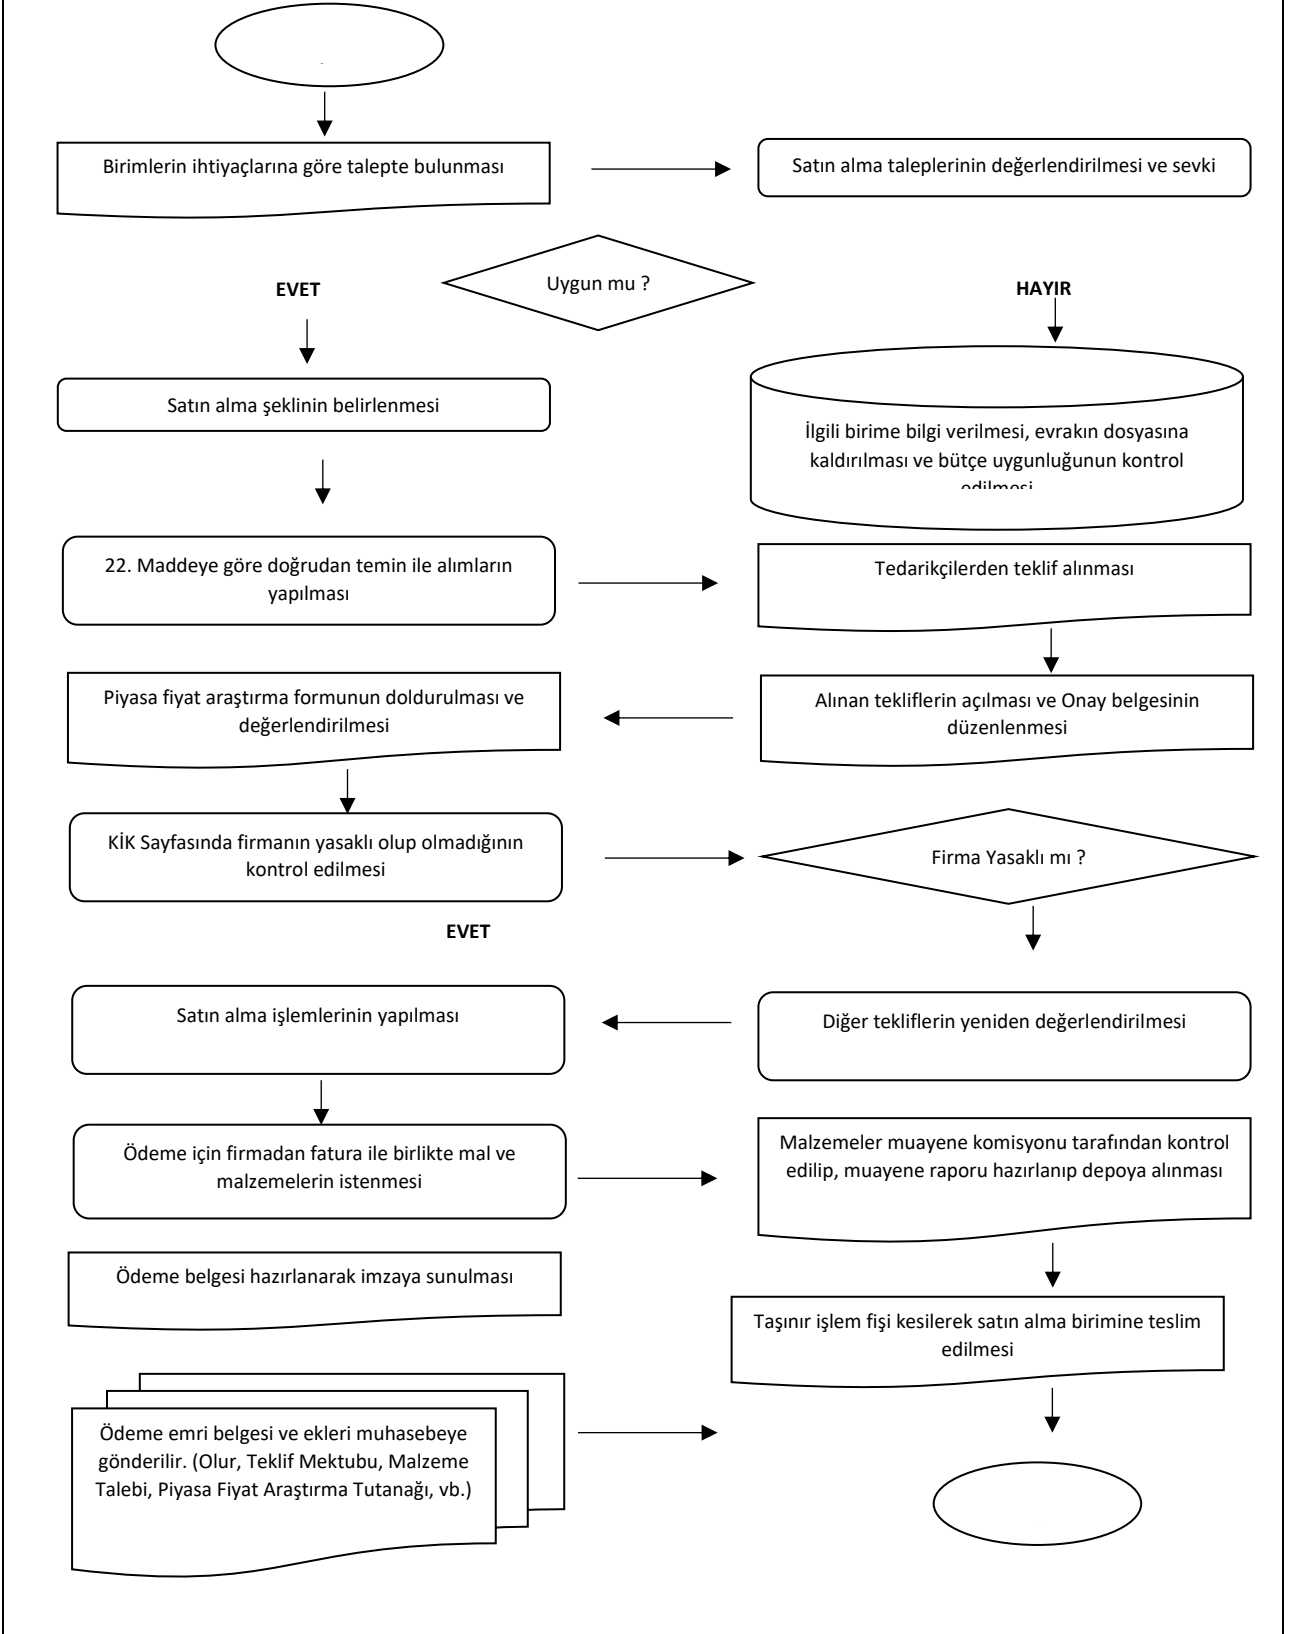 Birimlerin ihtiyaçlarına göre talepte bulunması
Satın alma taleplerinin değerlendirilmesi ve sevki
Uygun mu ?
EVET
HAYIR
Satın alma şeklinin belirlenmesi
İlgili birime bilgi verilmesi, evrakın dosyasına
kaldırılması ve bütçe uygunluğunun kontrol
edilmesi
22. Maddeye göre doğrudan temin ile alımların
yapılması
Tedarikçilerden teklif alınması
Piyasa fiyat araştırma formunun doldurulması ve
değerlendirilmesi
Alınan tekliflerin açılması ve Onay belgesinin
düzenlenmesi
KİK Sayfasında firmanın yasaklı olup olmadığının
kontrol edilmesi
Firma Yasaklı mı ?
EVET
Satın alma işlemlerinin yapılması
Diğer tekliflerin yeniden değerlendirilmesi
Ödeme için firmadan fatura ile birlikte mal ve
malzemelerin istenmesi
Malzemeler muayene komisyonu tarafından kontrol
edilip, muayene raporu hazırlanıp depoya alınması
Ödeme belgesi hazırlanarak imzaya sunulması
Taşınır işlem fişi kesilerek satın alma birimine teslim
edilmesi
Ödeme emri belgesi ve ekleri muhasebeye
gönderilir. (Olur, Teklif Mektubu, Malzeme
Talebi, Piyasa Fiyat Araştırma Tutanağı, vb.)